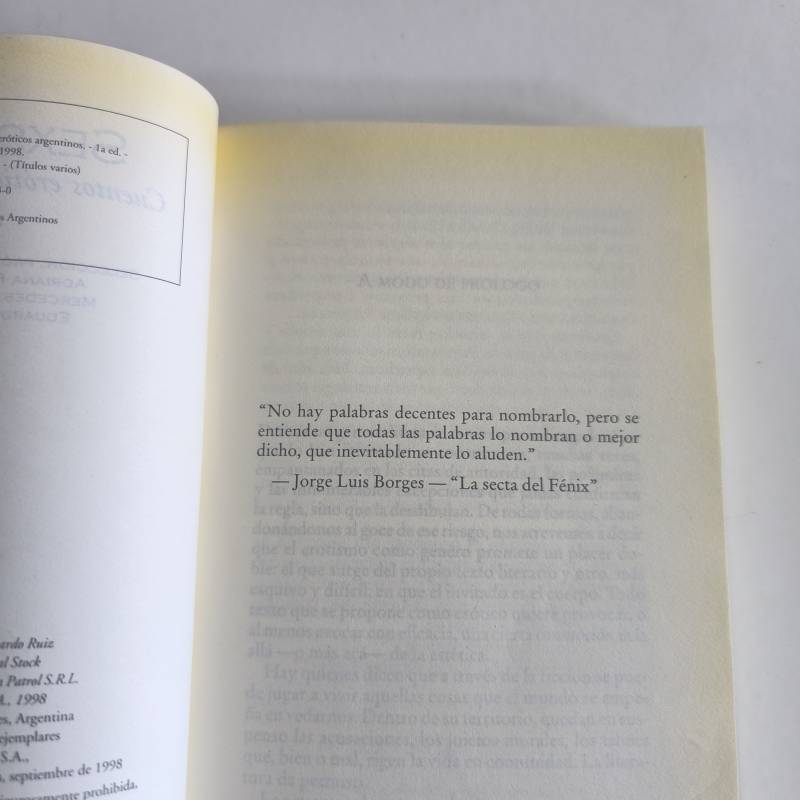 eróticos argentinos. - 1a ed. -
1998.
- (Títulos varios)
-0
s Argentinos
ardo Ruiz
al Stock
n Patrol S.R.L.
A., 1998
es, Argentina
ejemplares
S.A.,
septiembre de 1998
prohibida.
A MODO DE PRÓLOGO
“No hay palabras decentes para nombrarlo, pero se
entiende que todas las palabras lo nombran o mejor
dicho, que inevitablemente lo aluden.”
— Jorge Luis Borges — “La secta del Fénix”
la regla, sino que la deshibulan. De todas formas, aban-
donándonos al goce de ese riesgo, nos atrevemos a decir
que el erotismo como género promete un placer do-
ble: el que surge del propio texto literario y otro, más
esquivo y difícil, en que el invitado es el cuerpo. Todo
texto que se propone como erótico quiere provocar, o
al menos evocar con eficacia, una cierta conmoción más
allá —o más acá— de la estética.
Hay quienes dicen que a través de la ficción se pue-
de jugar a vivir aquellas cosas que el mundo se empe-
ña en vedarnos. Dentro de su territorio, quedan en sus-
penso las acusaciones, los juicios morales, los tabúes
que, bien o mal, rigen la vida en comunidad. La litera-
tura da permiso.